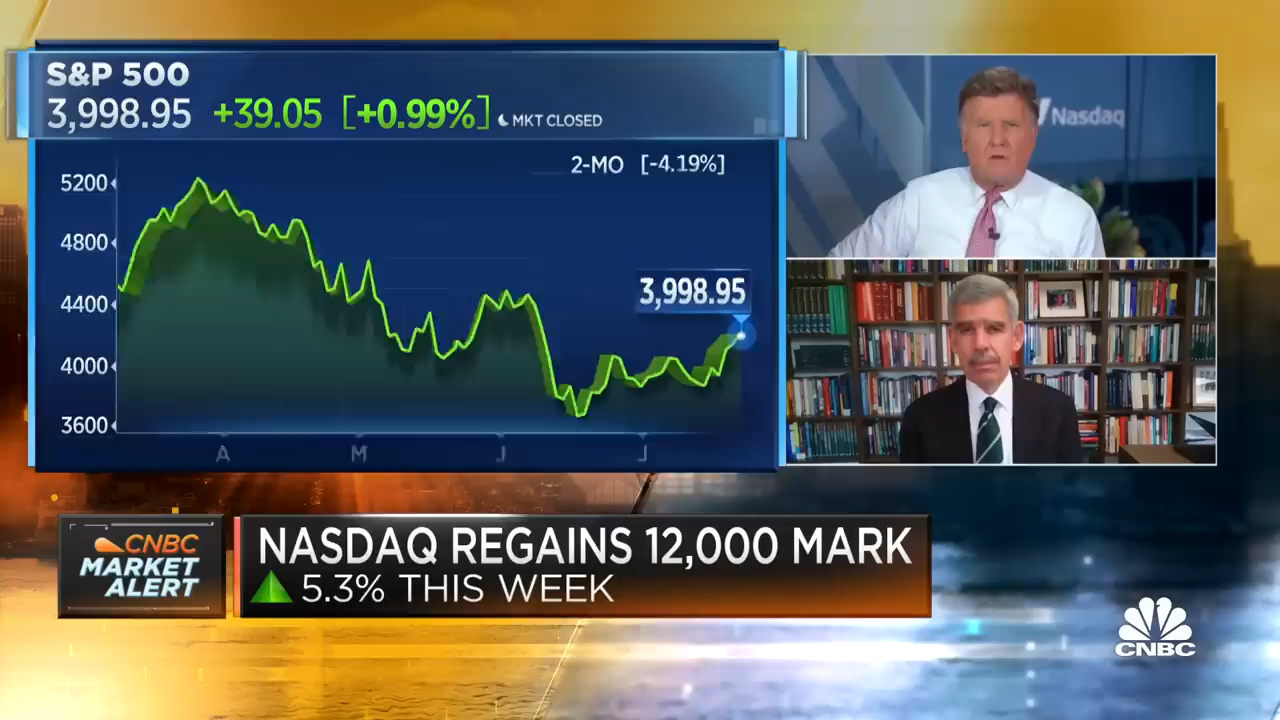 S&P 500
3,998.95 +39.05 [+0.99%] MKT CLOSED
2-MO [-4.19%]
5200
4800
4400
4000
3600
3,998.95
A M J J
Nasdaq
CNBC
MARKET
ALERT
NASDAQ REGAINS 12,000 MARK
5.3% THIS WEEK
CNBC